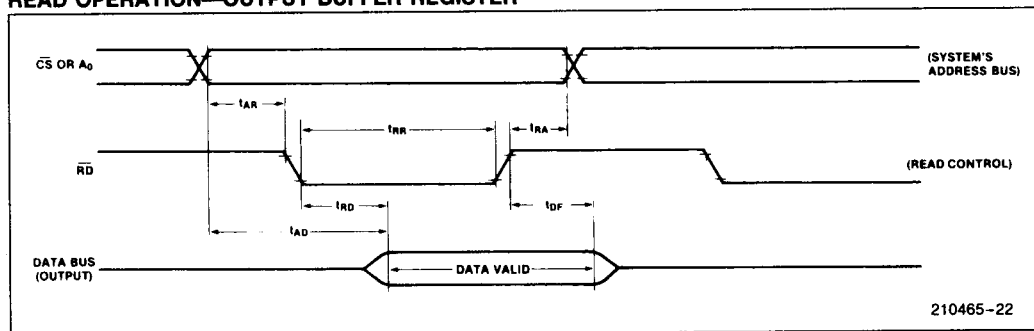 READ OPERATION—OUTPUT BUFFER REGISTER
CS OR A0
(SYSTEM'S
ADDRESS BUS)
tAR
tRR
tRA
RD
(READ CONTROL)
tRD
tDF
tAD
DATA BUS
(OUTPUT)
DATA VALID
210465–22